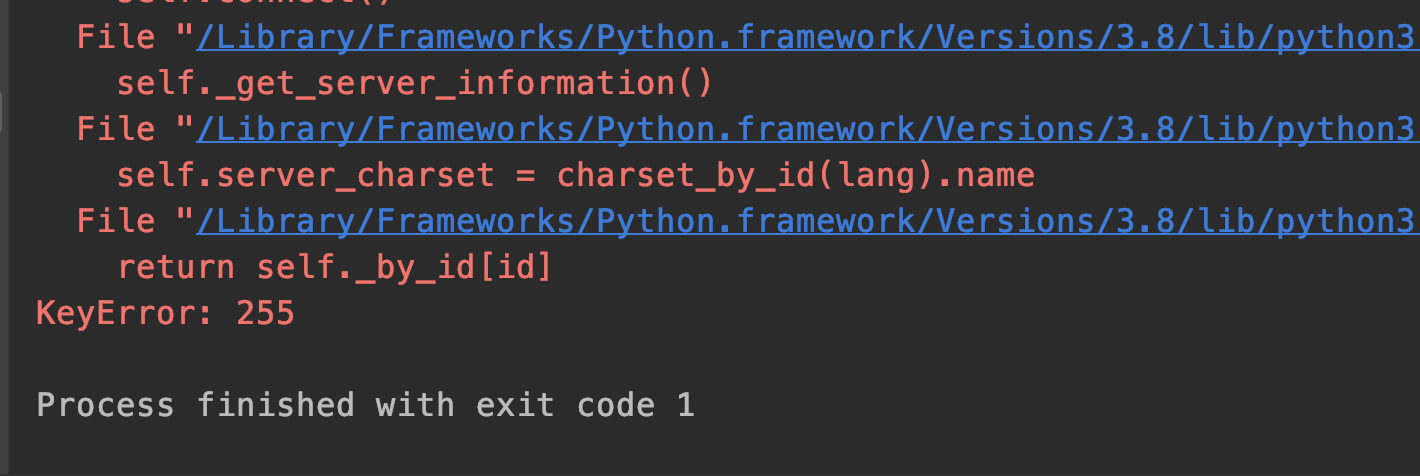 self.connect()
File "/Library/Frameworks/Python.framework/Versions/3.8/lib/python3
self._get_server_information()
File "/Library/Frameworks/Python.framework/Versions/3.8/lib/python3
self.server_charset = charset_by_id(lang).name
File "/Library/Frameworks/Python.framework/Versions/3.8/lib/python3
return self._by_id[id]
KeyError: 255
Process finished with exit code 1